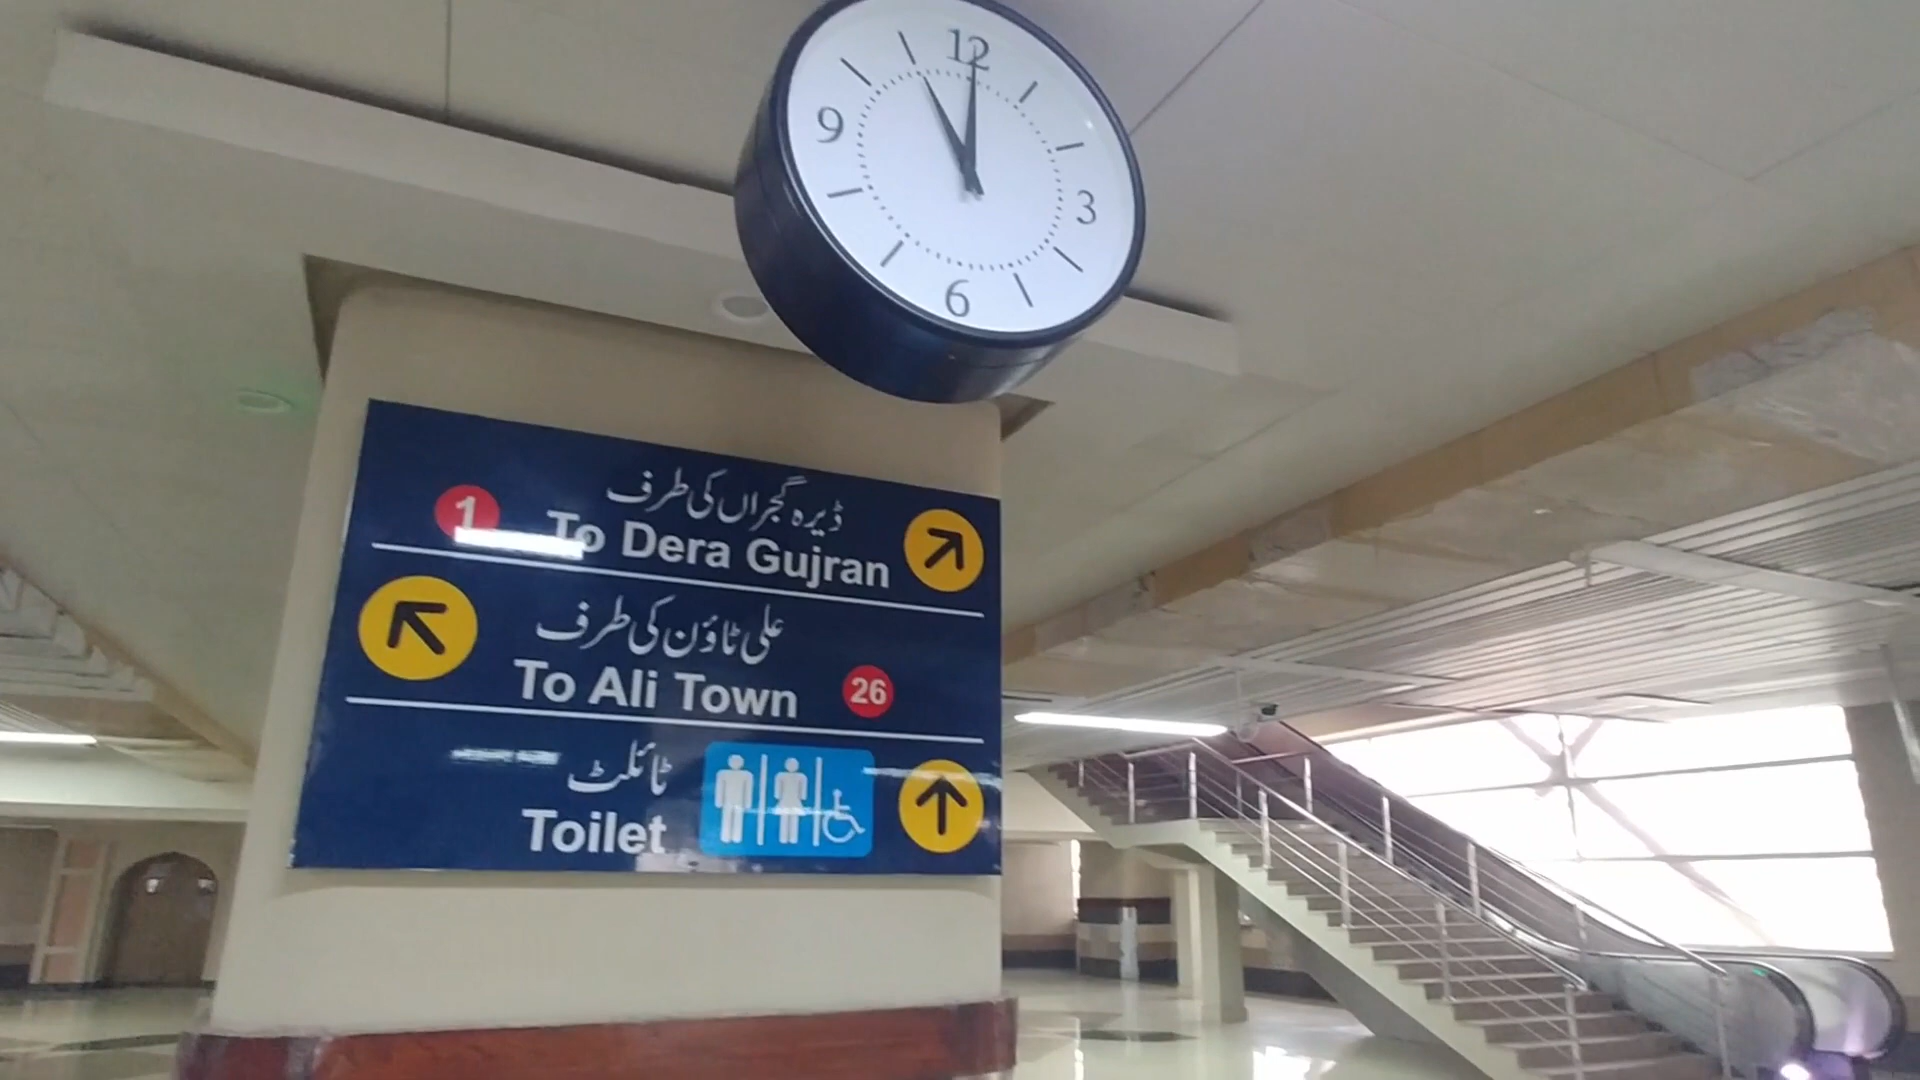 12
9
3
6
ڈیرہ گجراں کی طرف
1 To Dera Gujran
علی ٹاؤن کی طرف
To Ali Town 26
ٹائلٹ
Toilet